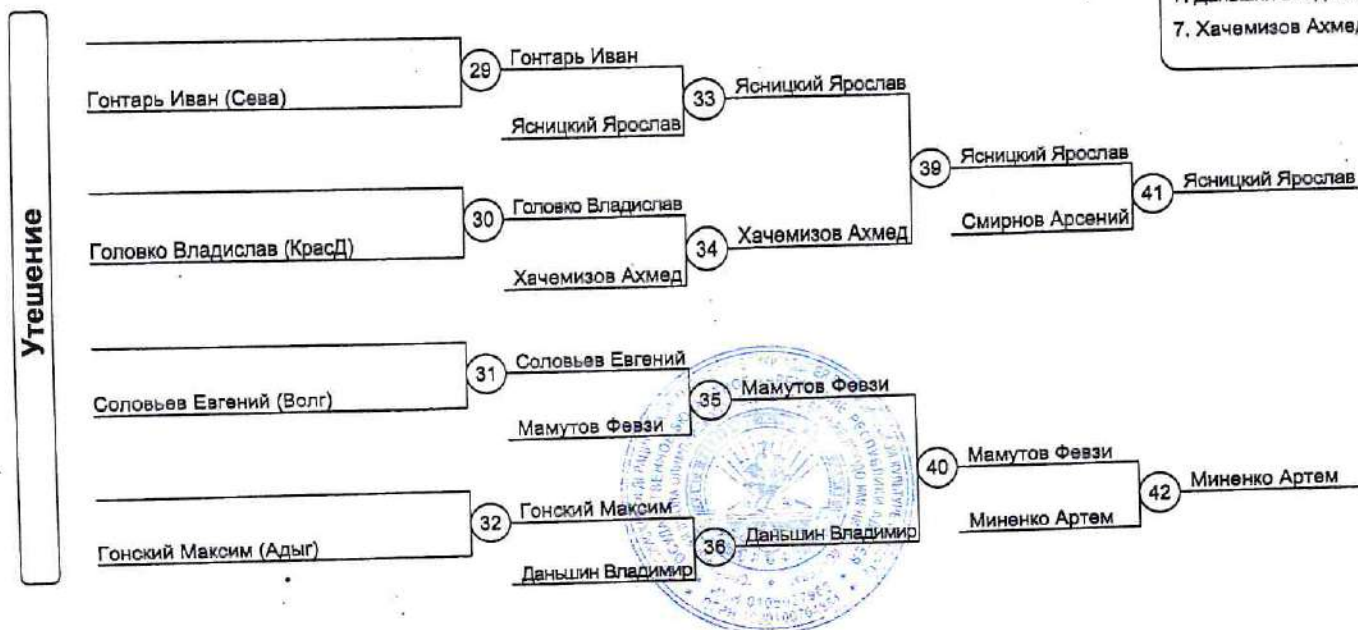 7. Хачемизов Ахмед
Утешение
Гонтарь Иван (Сева)
29
Гонтарь Иван
Ясницкий Ярослав
33
Ясницкий Ярослав
Головко Владислав (КрасД)
30
Головко Владислав
Хачемизов Ахмед
34
Хачемизов Ахмед
39
Ясницкий Ярослав
Смирнов Арсений
41
Ясницкий Ярослав
Соловьев Евгений (Волг)
31
Соловьев Евгений
Мамутов Февзи
35
Мамутов Февзи
Гонский Максим (Адыг)
32
Гонский Максим
Даньшин Владимир
36
Даньшин Владимир
40
Мамутов Февзи
Миненко Артем
42
Миненко Артем